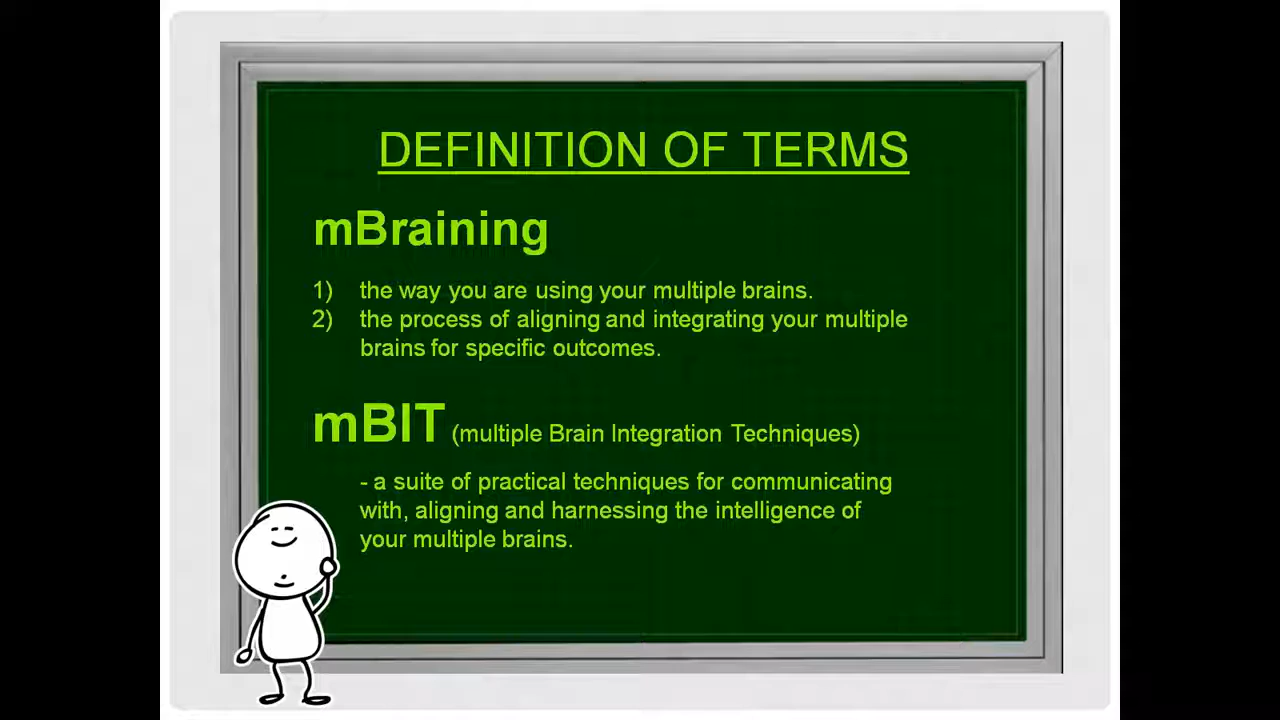 DEFINITION OF TERMS
mBraining
1) the way you are using your multiple brains.
2) the process of aligning and integrating your multiple
brains for specific outcomes.
mBIT (multiple Brain Integration Techniques)
- a suite of practical techniques for communicating
with, aligning and harnessing the intelligence of
your multiple brains.